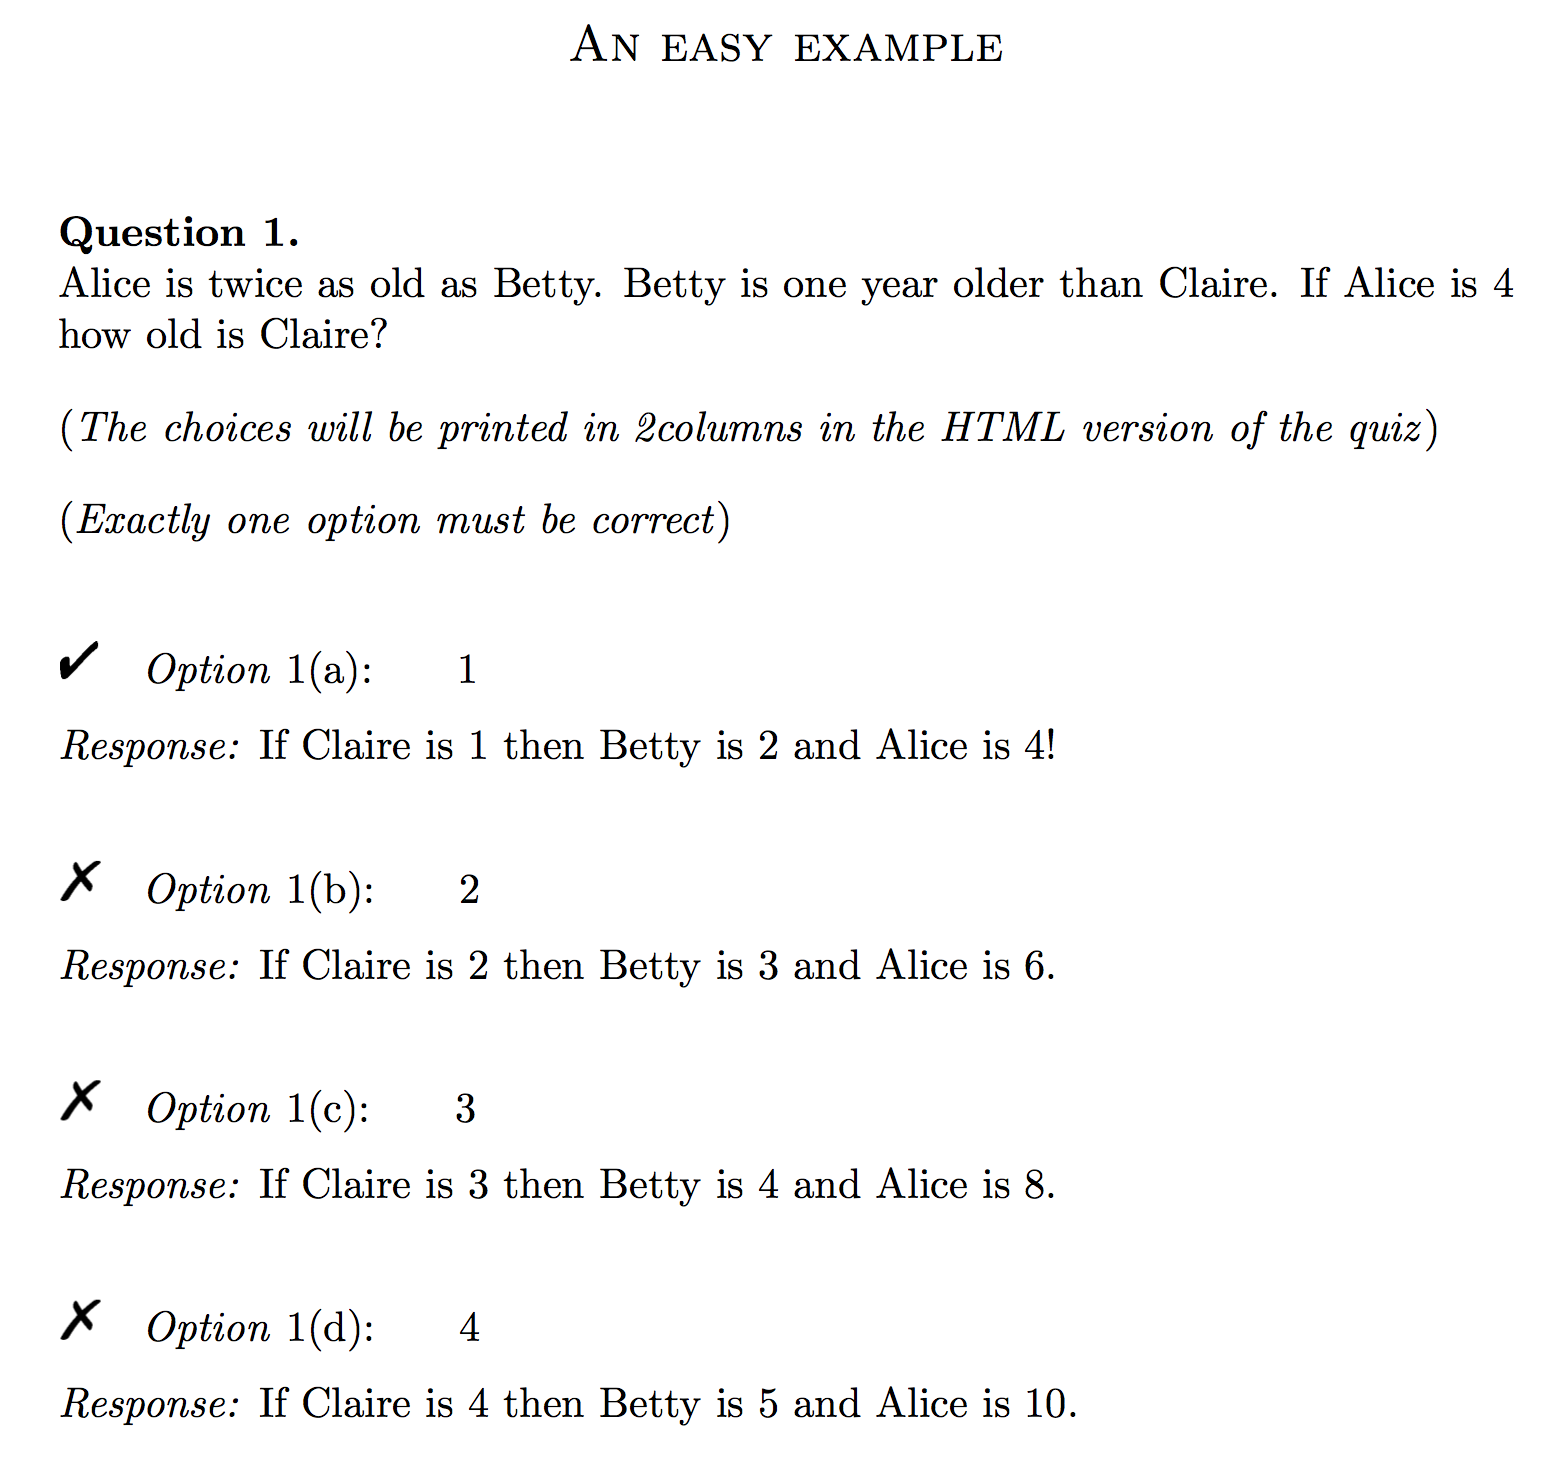 An easy example
Question 1.
Alice is twice as old as Betty. Betty is one year older than Claire. If Alice is 4
how old is Claire?
(The choices will be printed in 2columns in the HTML version of the quiz)
(Exactly one option must be correct)
✔ Option 1(a): 1
Response: If Claire is 1 then Betty is 2 and Alice is 4!
✗ Option 1(b): 2
Response: If Claire is 2 then Betty is 3 and Alice is 6.
✗ Option 1(c): 3
Response: If Claire is 3 then Betty is 4 and Alice is 8.
✗ Option 1(d): 4
Response: If Claire is 4 then Betty is 5 and Alice is 10.